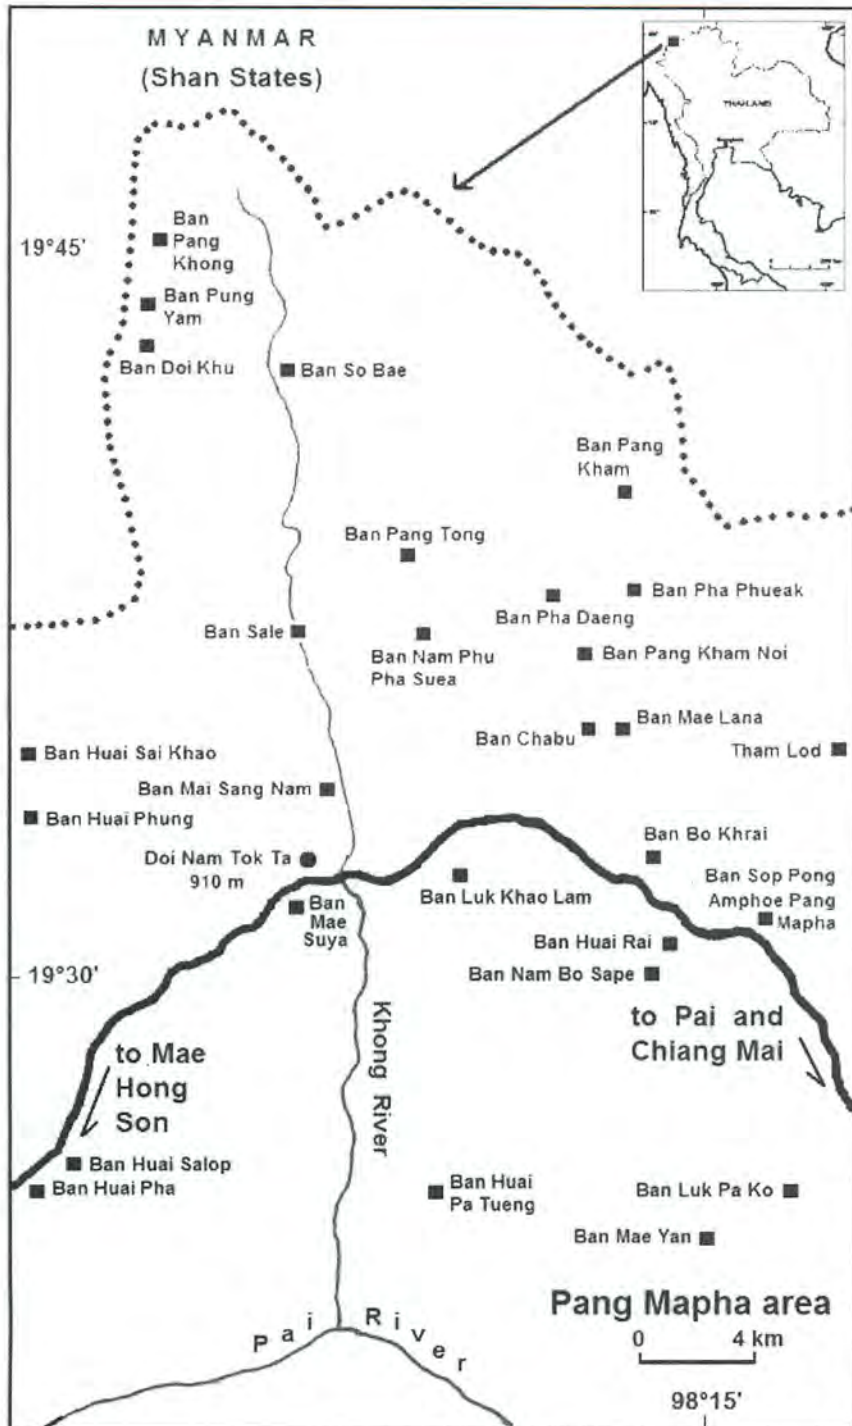 MYANMAR
(Shan States)
THAILAND
19°45'
Ban
Pang
Khong
Ban Pung
Yam
Ban Doi Khu
Ban So Bae
Ban Pang
Kham
Ban Pang Tong
Ban Pha Phueak
Ban Pha Daeng
Ban Sale
Ban Nam Phu
Pha Suea
Ban Pang Kham Noi
Ban Mae Lana
Ban Chabu
Tham Lod
Ban Huai Sai Khao
Ban Mai Sang Nam
Ban Huai Phung
Ban Bo Khrai
Doi Nam Tok Ta
910 m
Ban Luk Khao Lam
Ban Sop Pong
Amphoe Pang
Mapha
Ban
Mae
Suya
Ban Huai Rai
Ban Nam Bo Sape
19°30'
Khong River
to Pai and
Chiang Mai
to Mae
Hong
Son
Ban Huai Salop
Ban Huai Pha
Ban Huai
Pa Tueng
Ban Luk Pa Ko
Ban Mae Yan
Pang Mapha area
0 4 km
Pai River
98°15'